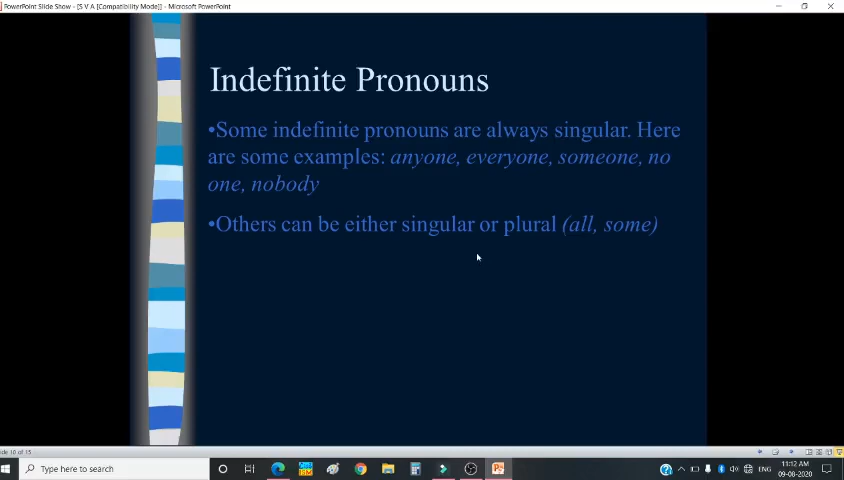 PowerPoint Slide Show - [S V A [Compatibility Mode]] - Microsoft PowerPoint
Indefinite Pronouns
•Some indefinite pronouns are always singular. Here
are some examples: anyone, everyone, someone, no
one, nobody
•Others can be either singular or plural (all, some)
lide 10 of 15
Type here to search
ENG
11:12 AM
09-08-2020